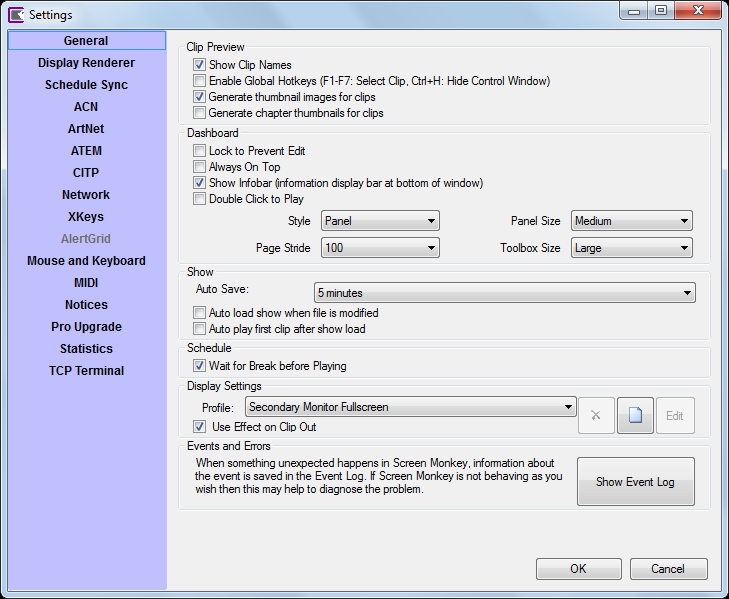 Settings
General
Display Renderer
Schedule Sync
ACN
ArtNet
ATEM
CITP
Network
XKeys
AlertGrid
Mouse and Keyboard
MIDI
Notices
Pro Upgrade
Statistics
TCP Terminal
Clip Preview
Show Clip Names
Enable Global Hotkeys (F1-F7: Select Clip, Ctrl+H: Hide Control Window)
Generate thumbnail images for clips
Generate chapter thumbnails for clips
Dashboard
Lock to Prevent Edit
Always On Top
Show Infobar (information display bar at bottom of window)
Double Click to Play
Style Panel Panel Size Medium
Page Stride 100 Toolbox Size Large
Show
Auto Save: 5 minutes
Auto load show when file is modified
Auto play first clip after show load
Schedule
Wait for Break before Playing
Display Settings
Profile: Secondary Monitor Fullscreen Edit
Use Effect on Clip Out
Events and Errors
When something unexpected happens in Screen Monkey, information about
the event is saved in the Event Log. If Screen Monkey is not behaving as you
wish then this may help to diagnose the problem.
Show Event Log
OK Cancel